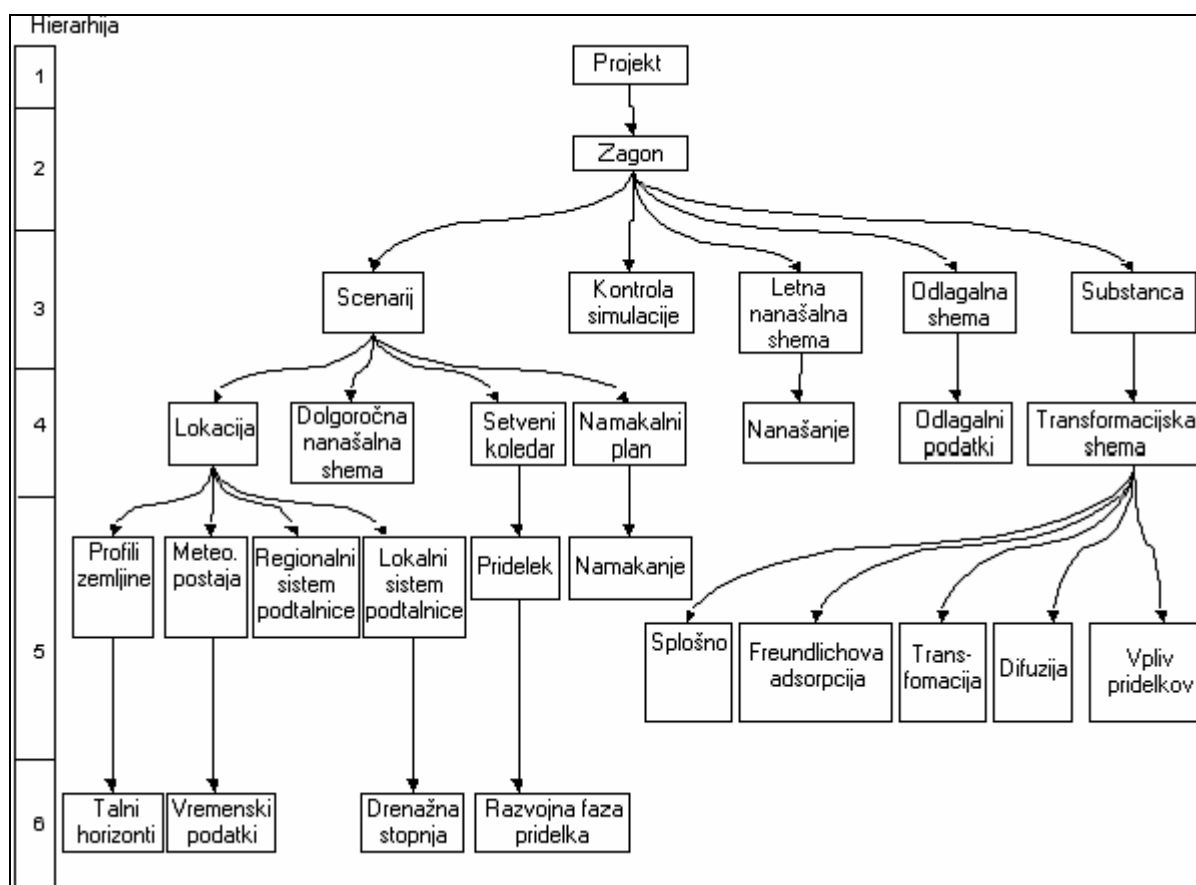 Hierarhija
1
Projekt
2
Zagon
3
Scenarij
Kontrola
simulacije
Letna
nanašalna
shema
Odlagalna
shema
Substanca
4
Lokacija
Dolgoročna
nanašalna
shema
Setveni
koledar
Namakalni
plan
Nanašanje
Odlagalni
podatki
Transformacijska
shema
5
Profili
zemljine
Meteo.
postaja
Regionalni
sistem
podtalnice
Lokalni
sistem
podtalnice
Pridelek
Namakanje
Splošno
Freundlichova
adsorpcija
Trans-
fomacija
Difuzija
Vpliv
pridelkov
6
Talni
horizonti
Vremenski
podatki
Drenažna
stopnja
Razvojna faza
pridelka